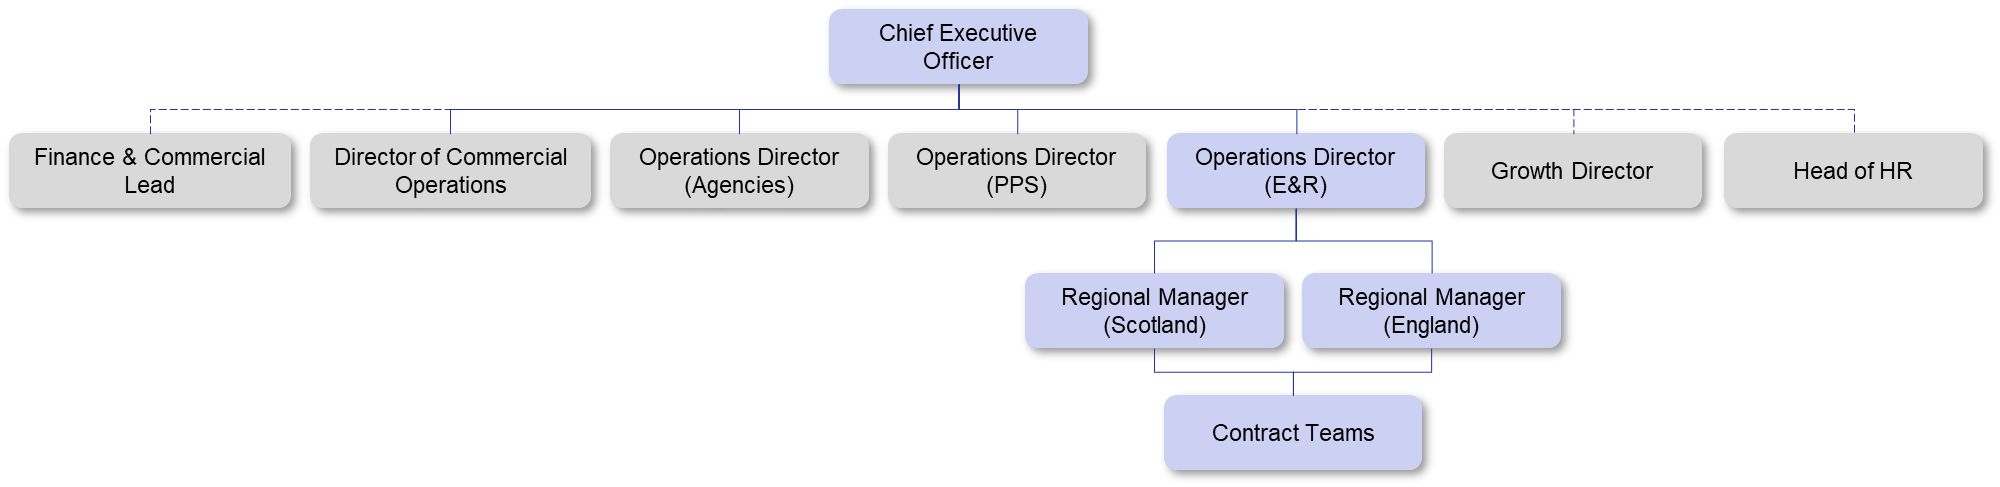 Chief Executive
Officer
Finance & Commercial
Lead
Director of Commercial
Operations
Operations Director
(Agencies)
Operations Director
(PPS)
Operations Director
(E&R)
Growth Director
Head of HR
Regional Manager
(Scotland)
Regional Manager
(England)
Contract Teams